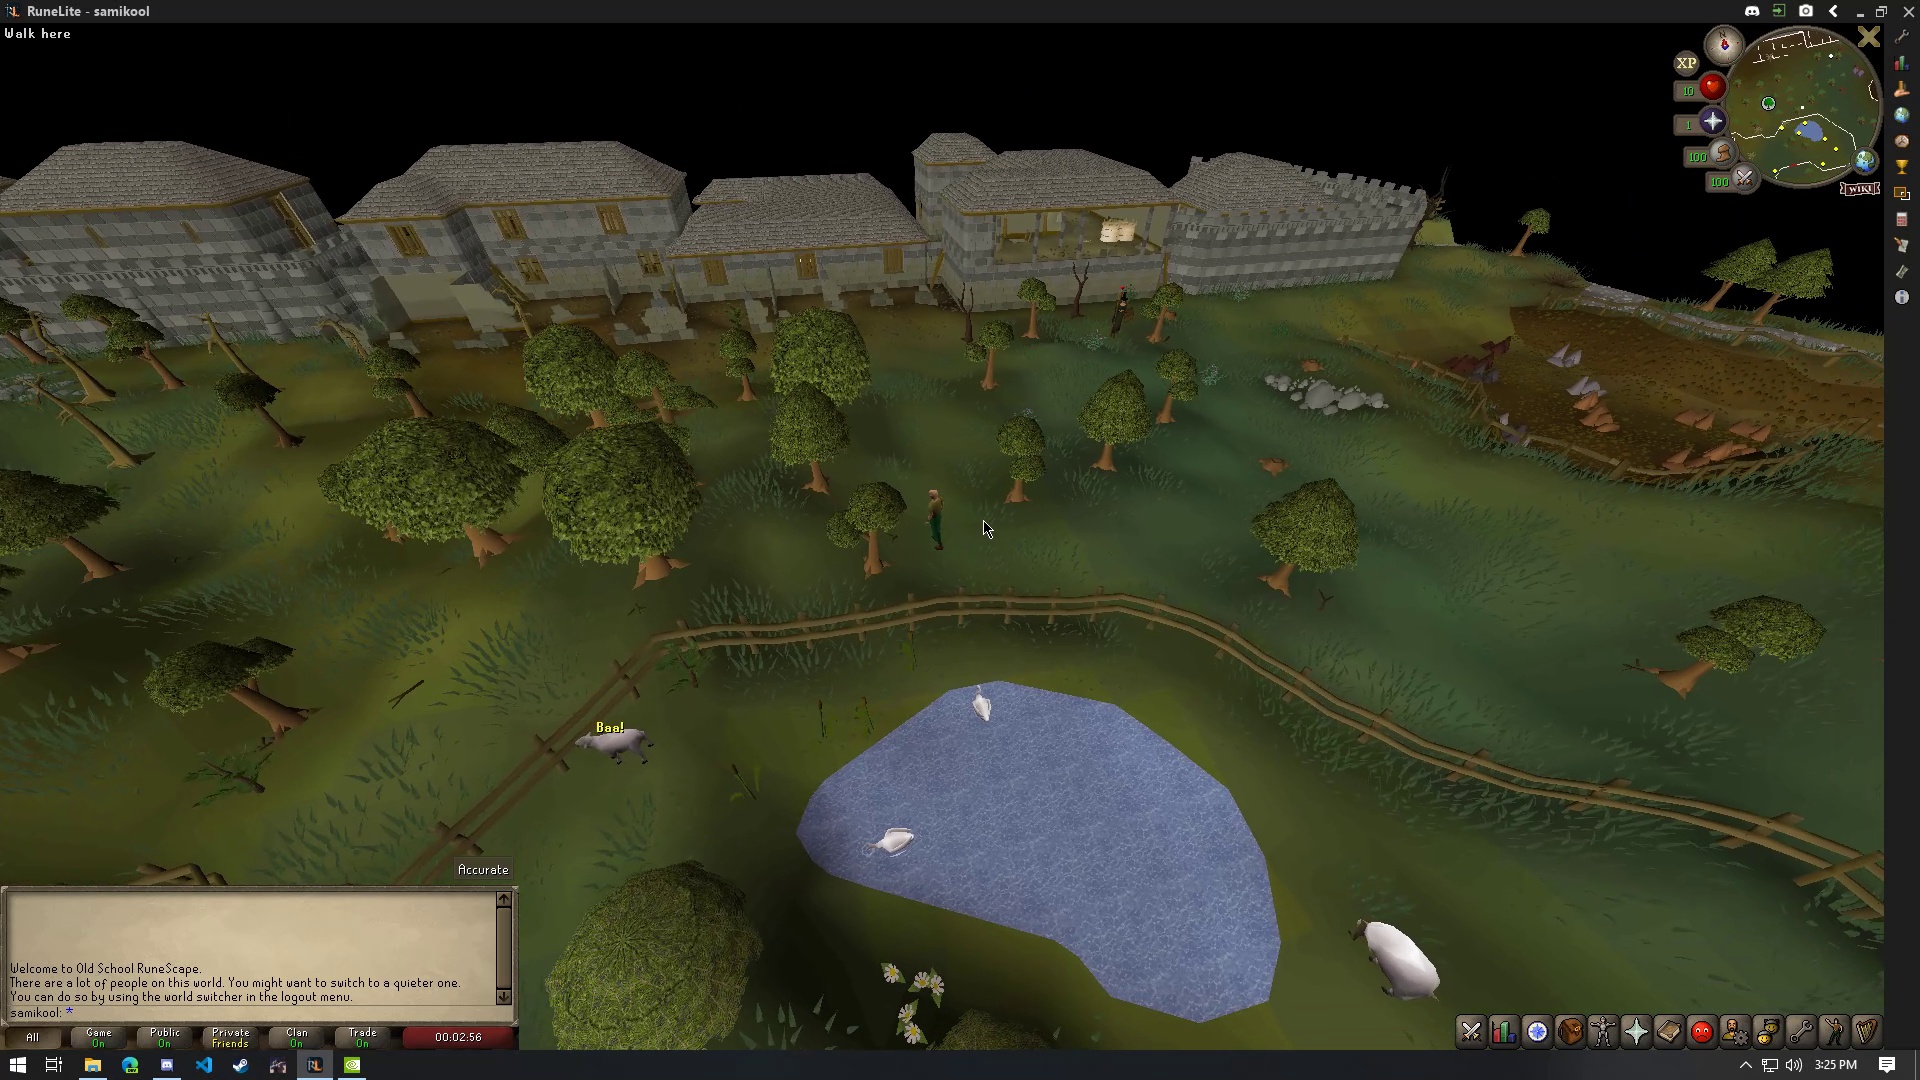 RuneLite - samikool
Walk here
N
XP
10
1
100
100
WIKI
Baa!
Accurate
Welcome to Old School RuneScape.
There are a lot of people on this world. You might want to switch to a quieter one.
You can do so by using the world switcher in the logout menu.
samikool: *
All
Game
On
Public
On
Private
Friends
Clan
On
Trade
On
00:02:56
3:25 PM